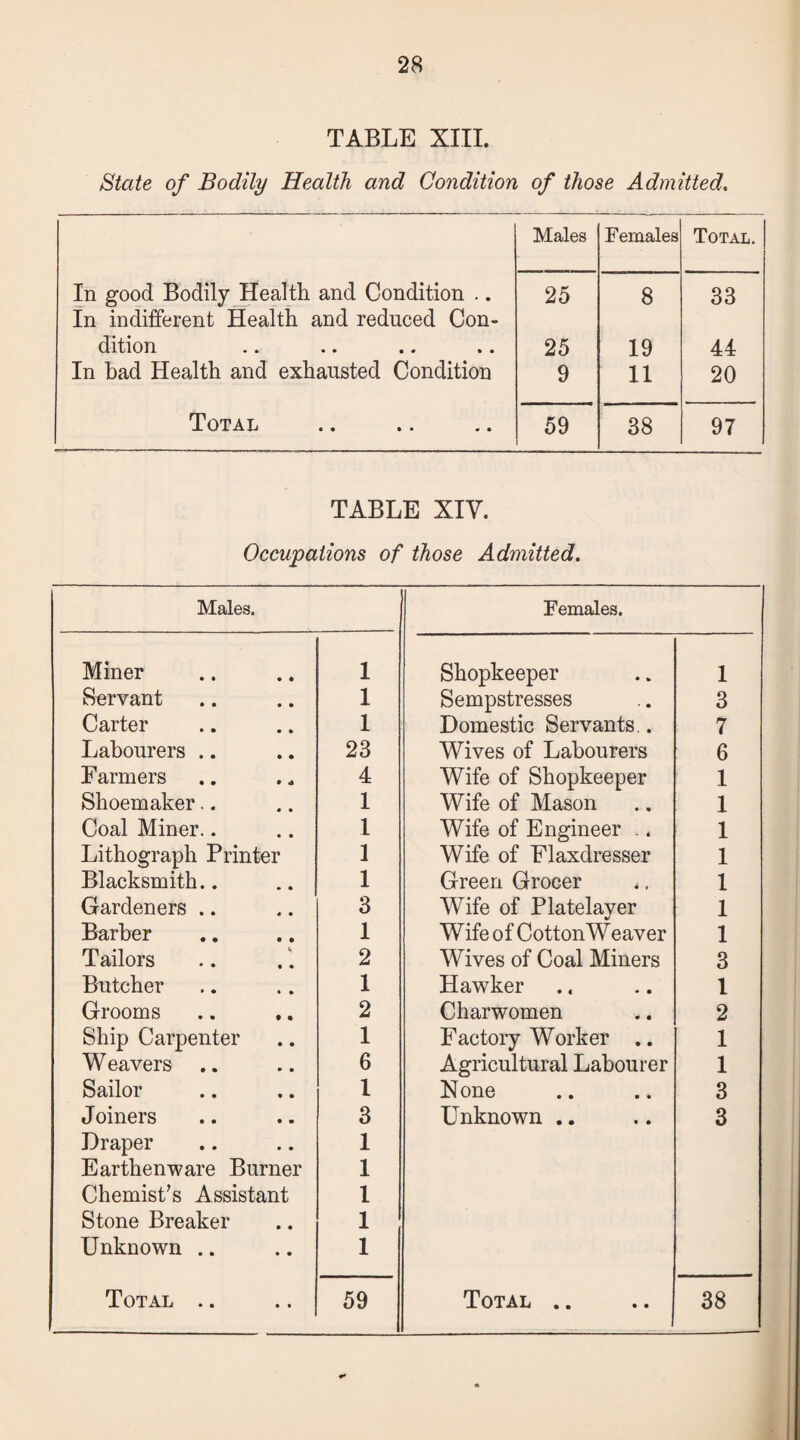 28
TABLE XIII.
State of Bodily Health and Condition of those Admitted.
Males Females TOTAL.
In good Bodily Health and Condition .. 25 8 33
In indifferent Health and reduced Con-
dition .. .. .. .. 25 19 44
In bad Health and exhausted Condition 9 11 20
TOTAL .. .. .. 59 38 97
TABLE XIV.
Occupations of those Admitted.
Males. Females.
Miner .. .. 1 Shopkeeper .. 1
Servant .. .. 1 Sempstresses .. 3
Carter .. .. 1 Domestic Servants.. 7
Labourers .. .. 23 Wives of Labourers 6
Farmers .. .. 4 Wife of Shopkeeper 1
Shoemaker.. .. 1 Wife of Mason .. 1
Coal Miner.. .. 1 Wife of Engineer .. 1
Lithograph Printer 1 Wife of Flaxdresser 1
Blacksmith.. .. 1 Green Grocer .. 1
Gardeners .. .. 3 Wife of Platelayer 1
Barber .. .. 1 Wife of Cotton Weaver 1
Tailors .. .. 2 Wives of Coal Miners 3
Butcher .. .. 1 Hawker .. .. 1
Grooms .. .. 2 Charwomen .. 2
Ship Carpenter .. 1 Factory Worker .. 1
Weavers .. .. 6 Agricultural Labourer 1
Sailor .. .. 1 None .. .. 3
Joiners .. .. 3 Unknown .. .. 3
Draper .. .. 1
Earthenware Burner 1
Chemist's Assistant 1
Stone Breaker .. 1
Unknown .. .. 1
TOTAL .. .. 59 TOTAL .. .. 38